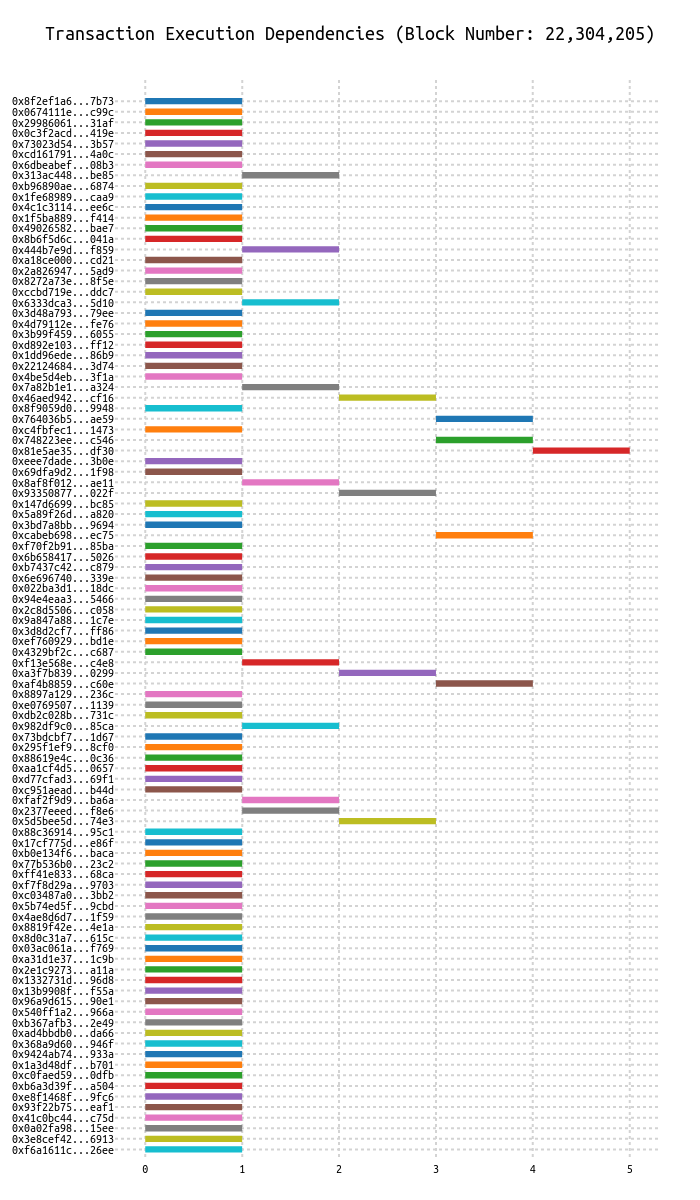 Transaction Execution Dependencies (Block Number: 22,304,205)
0x8f2ef1a6...7b73
0x0674111e...c99c
0x29986061...31af
0x0c3f2acd...419e
0x73023d54...3b57
0xcd161791...4a0c
0x6dbeabef...08b3
0x313ac448...be85
0xb96890ae...6874
0x1fe68989...caa9
0x4c1c3114...ee6c
0x1f5ba889...f414
0x49026582...bae7
0x8b6f5d6c...041a
0x444b7e9d...f859
0xa18ce000...cd21
0x2a826947...5ad9
0x8272a73e...8f5e
0xccbd719e...ddc7
0x6333dca3...5d10
0x3d48a793...79ee
0x4d79112e...fe76
0x3b99f459...6055
0xd892e103...ff12
0x1dd96ede...86b9
0x22124684...3d74
0x4be5d4eb...3f1a
0x7a82b1e1...a324
0x46aed942...cf16
0x8f9059d0...9948
0x764036b5...ae59
0xc4fbfec1...1473
0x748223ee...c546
0x81e5ae35...df30
0xeee7dade...3b0e
0x69dfa9d2...1f98
0x8af8f012...ae11
0x93350877...022f
0x147d6699...bc85
0x5a89f26d...a820
0x3bd7a8bb...9694
0xcabeb698...ec75
0xf70f2b91...85ba
0x6b658417...5026
0xb7437c42...c879
0x6e696740...339e
0x022ba3d1...18dc
0x94e4eaa3...5466
0x2c8d5506...c058
0x9a847a88...1c7e
0x3d8d2cf7...ff86
0xef760929...bd1e
0x4329bf2c...c687
0xf13e568e...c4e8
0xa3f7b839...0299
0xaf4b8859...c60e
0x8897a129...236c
0xe0769507...1139
0xdb2c028b...731c
0x982df9c0...85ca
0x73bdcbf7...1d67
0x295f1ef9...8cf0
0x88619e4c...0c36
0xaa1cf4d5...0657
0xd77cfad3...69f1
0xc951aead...b44d
0xfaf2f9d9...ba6a
0x2377eeed...f8e6
0x5d5bee5d...74e3
0x88c36914...95c1
0x17cf775d...e86f
0xb0e134f6...baca
0x77b536b0...23c2
0xff41e833...68ca
0xf7f8d29a...9703
0xc03487a0...3bb2
0x5b74ed5f...9cbd
0x4ae8d6d7...1f59
0x8819f42e...4e1a
0x8d0c31a7...615c
0x03ac061a...f769
0xa31d1e37...1c9b
0x2e1c9273...a11a
0x1332731d...96d8
0x13b9908f...f55a
0x96a9d615...90e1
0x540ff1a2...966a
0xb367afb3...2e49
0xad4bbdb0...da66
0x368a9d60...946f
0x9424ab74...933a
0x1a3d48df...b701
0xc0faed59...0dfb
0xb6a3d39f...a504
0xe8f1468f...9fc6
0x93f22b75...eaf1
0x41c0bc44...c75d
0x0a02fa98...15ee
0x3e8cef42...6913
0xf6a1611c...26ee
0 1 2 3 4 5